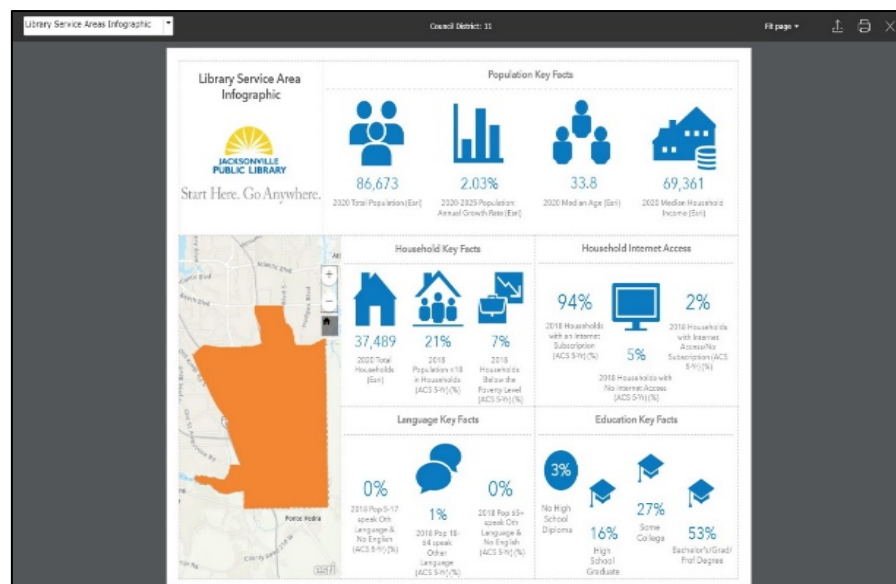 Library Service Areas Infographic
Council District: 11
Fit page
Library Service Area
Infographic
JACKSONVILLE
PUBLIC LIBRARY
Start Here. Go Anywhere.
Population Key Facts
86,673
2020 Total Population (Esri)
2.03%
2020-2025 Population:
Annual Growth Rate (Esri)
33.8
2020 Median Age (Esri)
69,361
2020 Median Household
Income (Esri)
Atlantic Blvd
Beach Blvd
Ponte Vedra
County Road 210 W
esri
Household Key Facts
37,489
2020 Total
Households
(Esri)
21%
2018
Population <18
in Households
(ACS 5-Yr) (%)
7%
2018
Households
Below the
Poverty Level
(ACS 5-Yr) (%)
Household Internet Access
94%
2018 Households
with an Internet
Subscription
(ACS 5-Yr) (%)
5%
2018 Households with
No Internet Access
(ACS 5-Yr) (%)
2%
2018 Households
with Internet
Access/No
Subscription (ACS
5-Yr) (%)
Language Key Facts
0%
2018 Pop 5-17
speak Oth
Language &
No English
(ACS 5-Yr) (%)
1%
2018 Pop 18-
64 speak
Other
Language
0%
2018 Pop 65+
speak Oth
Language &
No English
(ACS 5-Yr) (%)
Education Key Facts
3%
No High
School
Diploma
16%
High
School
Graduate
27%
Some
College
53%
Bachelor's/Grad/
Prof Degree